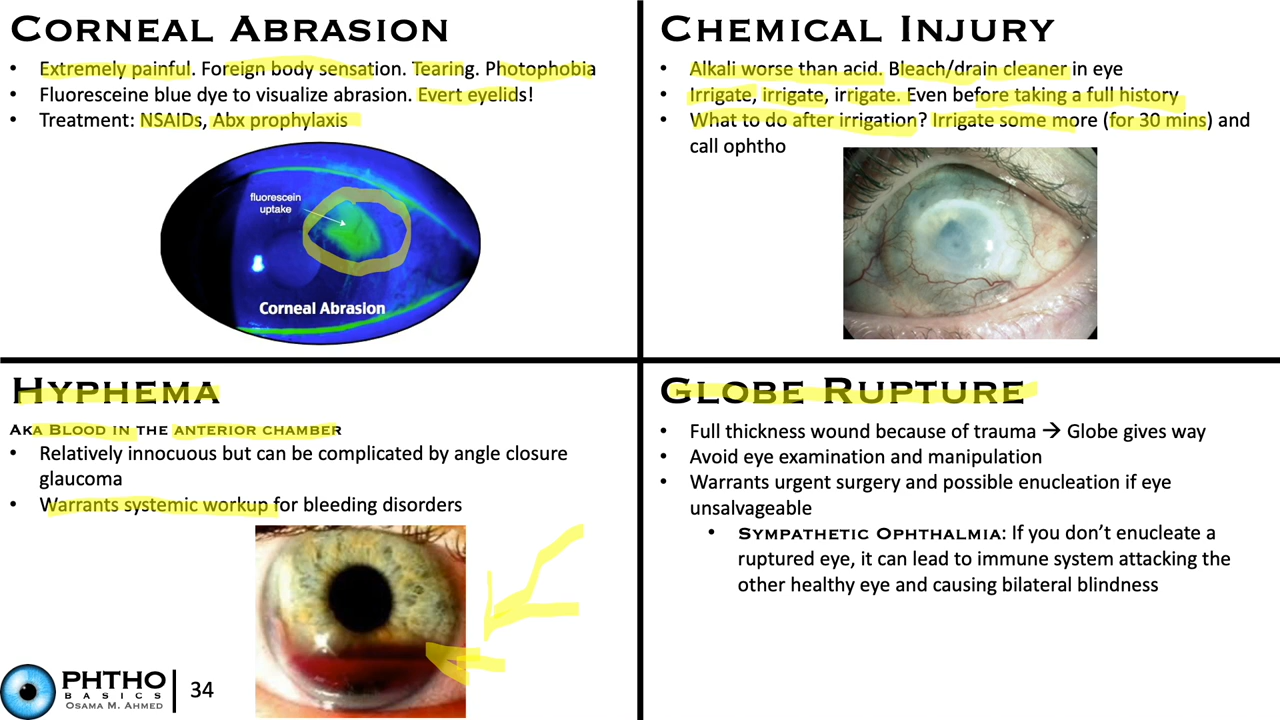 CORNEAL ABRASION
• Extremely painful. Foreign body sensation. Tearing. Photophobia
• Fluoresceine blue dye to visualize abrasion. Evert eyelids!
• Treatment: NSAIDs, Abx prophylaxis
fluorescein
uptake
Corneal Abrasion
CHEMICAL INJURY
• Alkali worse than acid. Bleach/drain cleaner in eye
• Irrigate, irrigate, irrigate. Even before taking a full history
• What to do after irrigation? Irrigate some more (for 30 mins) and
call ophtho
HYPHEMA
AKA BLOOD IN THE ANTERIOR CHAMBER
• Relatively innocuous but can be complicated by angle closure
glaucoma
• Warrants systemic workup for bleeding disorders
PHTHO
BASICS
OSAMA M. AHMED
34
GLOBE RUPTURE
• Full thickness wound because of trauma → Globe gives way
• Avoid eye examination and manipulation
• Warrants urgent surgery and possible enucleation if eye
unsalvageable
• SYMPATHETIC OPHTHALMIA: If you don’t enucleate a
ruptured eye, it can lead to immune system attacking the
other healthy eye and causing bilateral blindness